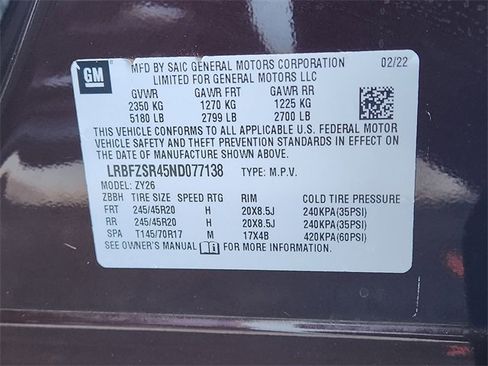 GM
MFD BY SAIC GENERAL MOTORS CORPORATION 02/22
LIMITED FOR GENERAL MOTORS LLC
GVWR GAWR FRT GAWR RR
2350 KG 1270 KG 1225 KG
5180 LB 2799 LB 2700 LB
THIS VEHICLE CONFORMS TO ALL APPLICABLE U.S. FEDERAL MOTOR
VEHICLE SAFETY AND THEFT PREVENTION STANDARDS IN EFFECT ON THE
DATE OF MANUFACTURE SHOWN ABOVE.
LRBFZSR45ND077138 TYPE: M.P.V.
MODEL: ZY26
ZBBH TIRE SIZE SPEED RTG RIM COLD TIRE PRESSURE
FRT 245/45R20 H 20X8.5J 240KPA(35PSI)
RR 245/45R20 H 20X8.5J 240KPA(35PSI)
SPA T145/70R17 M 17X4B 420KPA(60PSI)
SEE OWNER'S MANUAL FOR MORE INFORMATION.